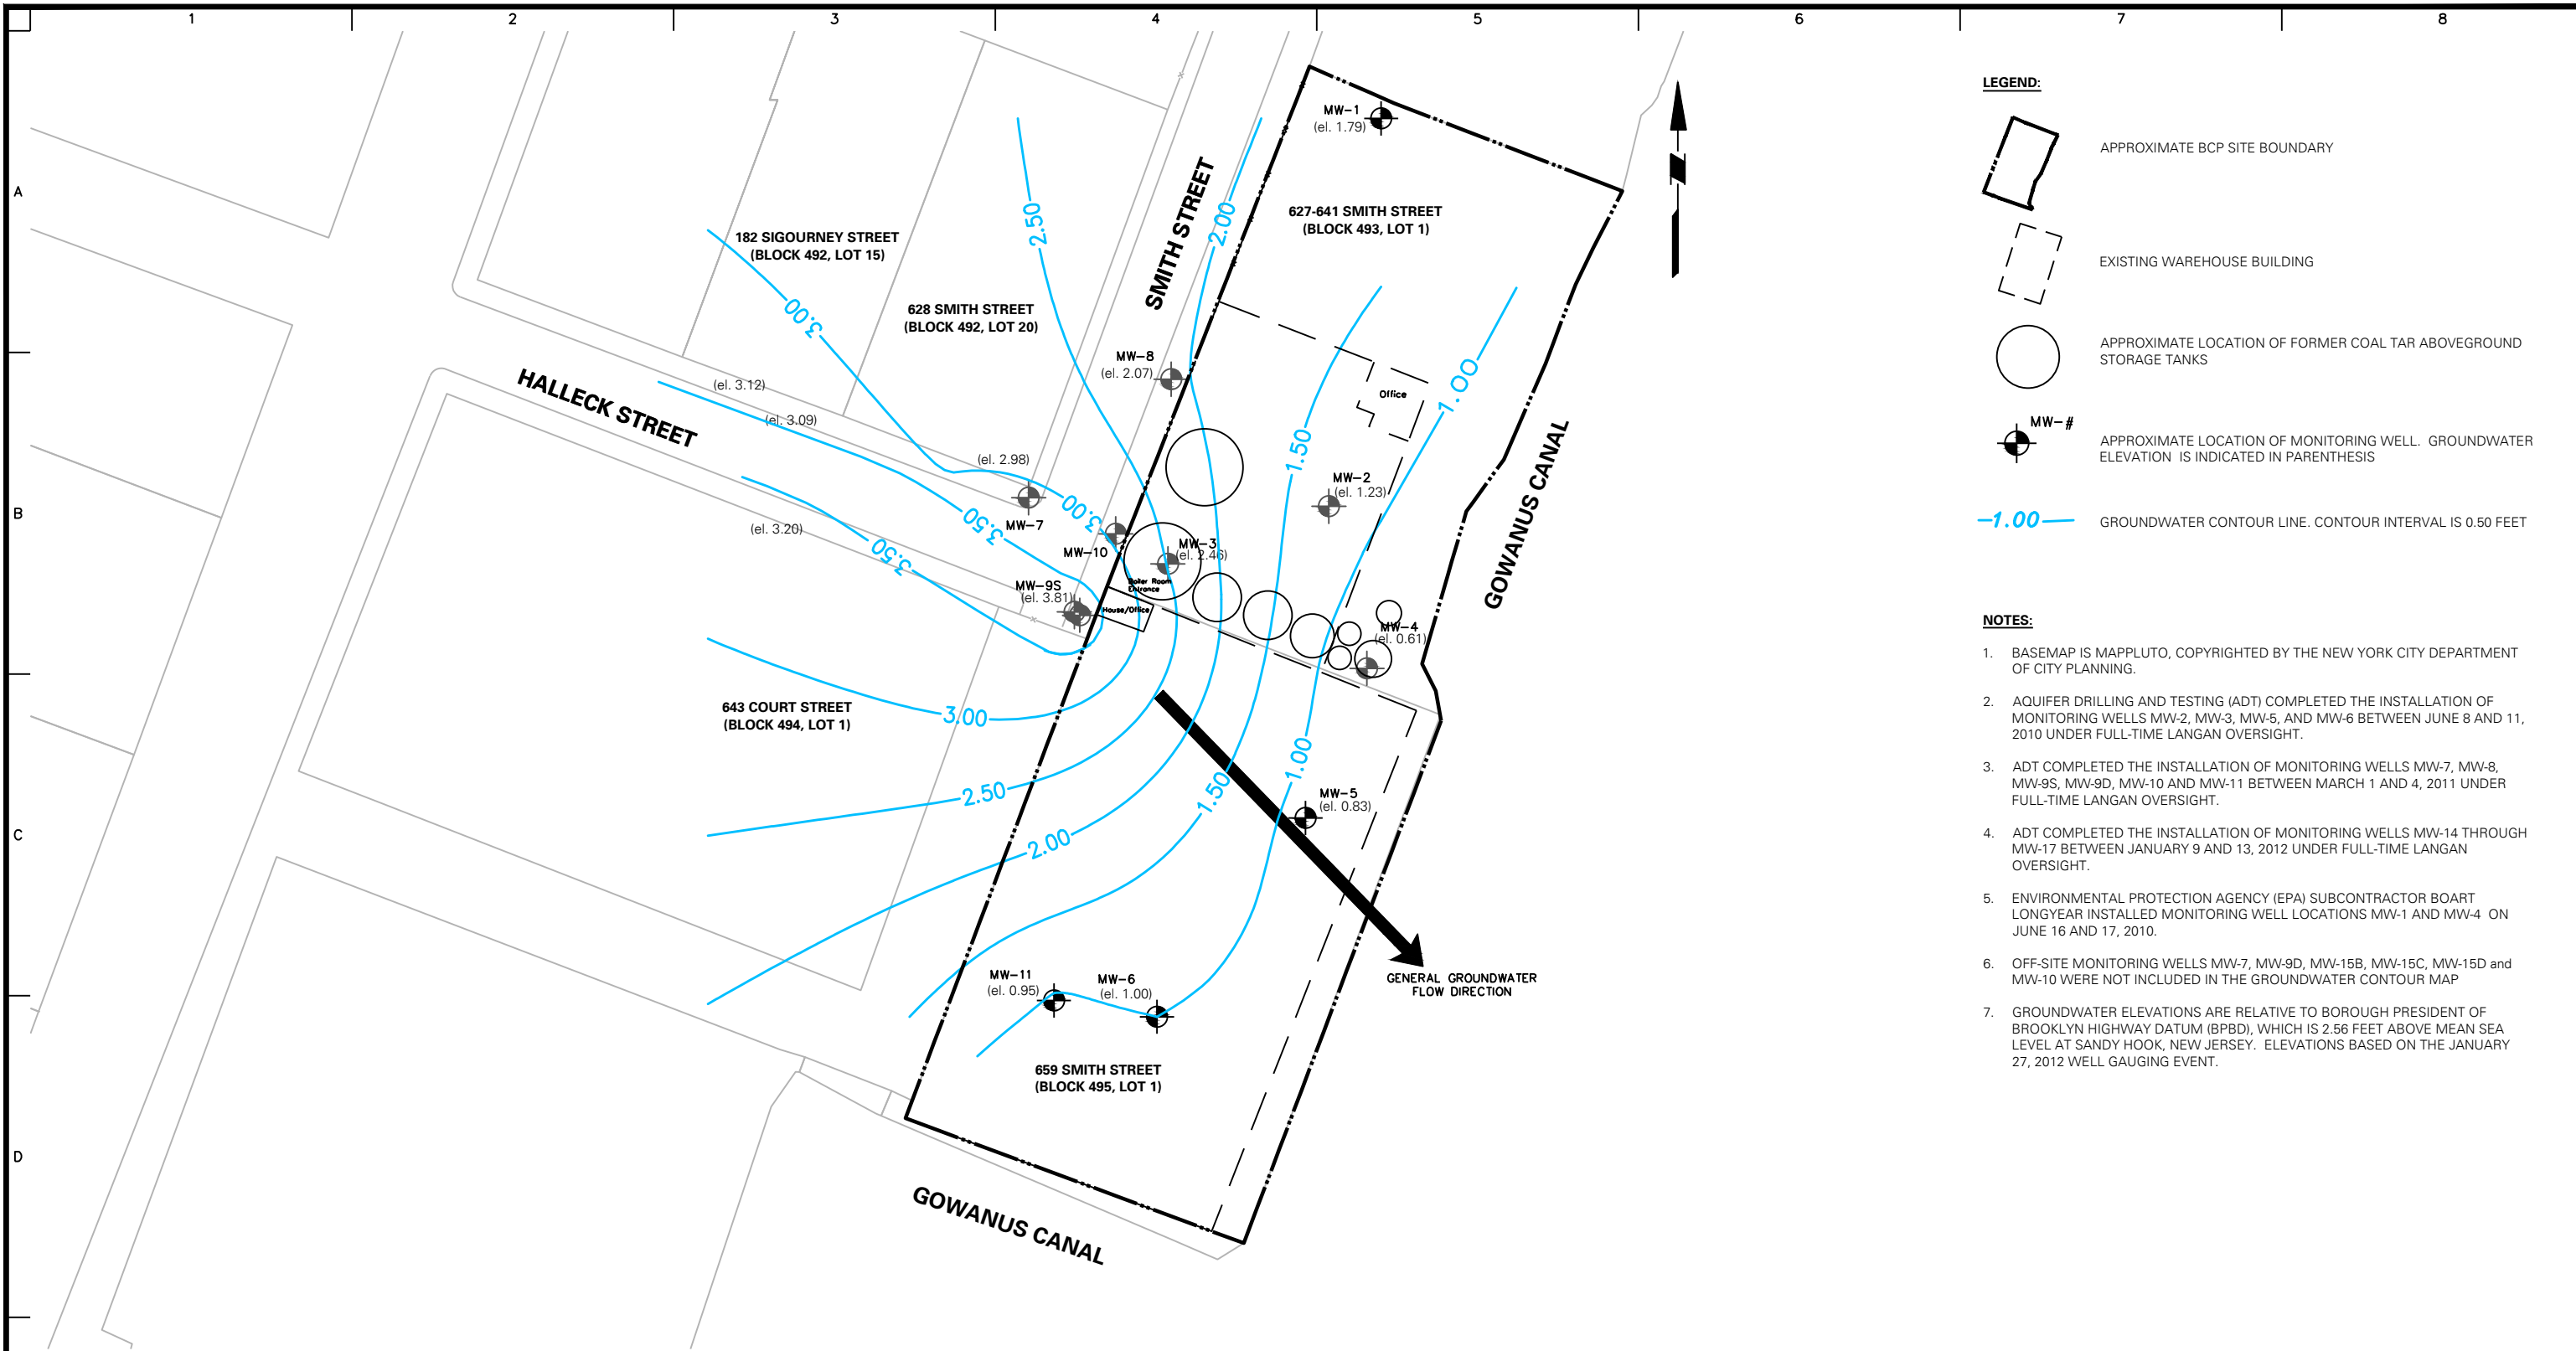 1 2 3 4 5 6 7 8
A
B
C
D
MW-1
(el. 1.79)
627-641 SMITH STREET
(BLOCK 493, LOT 1)
SMITH STREET
182 SIGOURNEY STREET
(BLOCK 492, LOT 15)
628 SMITH STREET
(BLOCK 492, LOT 20)
2.50
2.00
3.00
MW-8
(el. 2.07)
HALLECK STREET
(el. 3.12)
(el. 3.09)
(el. 2.98)
(el. 3.20)
Office
1.00
1.50
MW-2
(el. 1.23)
GOWANUS CANAL
MW-7
3.00
3.50
3.50
MW-10
MW-3
(el. 2.46)
Boiler Room
Entrance
MW-9S
(el. 3.81)
House/Office
MW-4
(el. 0.61)
643 COURT STREET
(BLOCK 494, LOT 1)
3.00
2.50
2.00
1.50
1.00
MW-5
(el. 0.83)
GENERAL GROUNDWATER
FLOW DIRECTION
MW-11
(el. 0.95)
MW-6
(el. 1.00)
659 SMITH STREET
(BLOCK 495, LOT 1)
GOWANUS CANAL
LEGEND:
APPROXIMATE BCP SITE BOUNDARY
EXISTING WAREHOUSE BUILDING
APPROXIMATE LOCATION OF FORMER COAL TAR ABOVEGROUND
STORAGE TANKS
MW-#
APPROXIMATE LOCATION OF MONITORING WELL. GROUNDWATER
ELEVATION IS INDICATED IN PARENTHESIS
1.00
GROUNDWATER CONTOUR LINE. CONTOUR INTERVAL IS 0.50 FEET
NOTES:
1. BASEMAP IS MAPPLUTO, COPYRIGHTED BY THE NEW YORK CITY DEPARTMENT
OF CITY PLANNING.
2. AQUIFER DRILLING AND TESTING (ADT) COMPLETED THE INSTALLATION OF
MONITORING WELLS MW-2, MW-3, MW-5, AND MW-6 BETWEEN JUNE 8 AND 11,
2010 UNDER FULL-TIME LANGAN OVERSIGHT.
3. ADT COMPLETED THE INSTALLATION OF MONITORING WELLS MW-7, MW-8,
MW-9S, MW-9D, MW-10 AND MW-11 BETWEEN MARCH 1 AND 4, 2011 UNDER
FULL-TIME LANGAN OVERSIGHT.
4. ADT COMPLETED THE INSTALLATION OF MONITORING WELLS MW-14 THROUGH
MW-17 BETWEEN JANUARY 9 AND 13, 2012 UNDER FULL-TIME LANGAN
OVERSIGHT.
5. ENVIRONMENTAL PROTECTION AGENCY (EPA) SUBCONTRACTOR BOART
LONGYEAR INSTALLED MONITORING WELL LOCATIONS MW-1 AND MW-4 ON
JUNE 16 AND 17, 2010.
6. OFF-SITE MONITORING WELLS MW-7, MW-9D, MW-15B, MW-15C, MW-15D and
MW-10 WERE NOT INCLUDED IN THE GROUNDWATER CONTOUR MAP
7. GROUNDWATER ELEVATIONS ARE RELATIVE TO BOROUGH PRESIDENT OF
BROOKLYN HIGHWAY DATUM (BPBD), WHICH IS 2.56 FEET ABOVE MEAN SEA
LEVEL AT SANDY HOOK, NEW JERSEY. ELEVATIONS BASED ON THE JANUARY
27, 2012 WELL GAUGING EVENT.